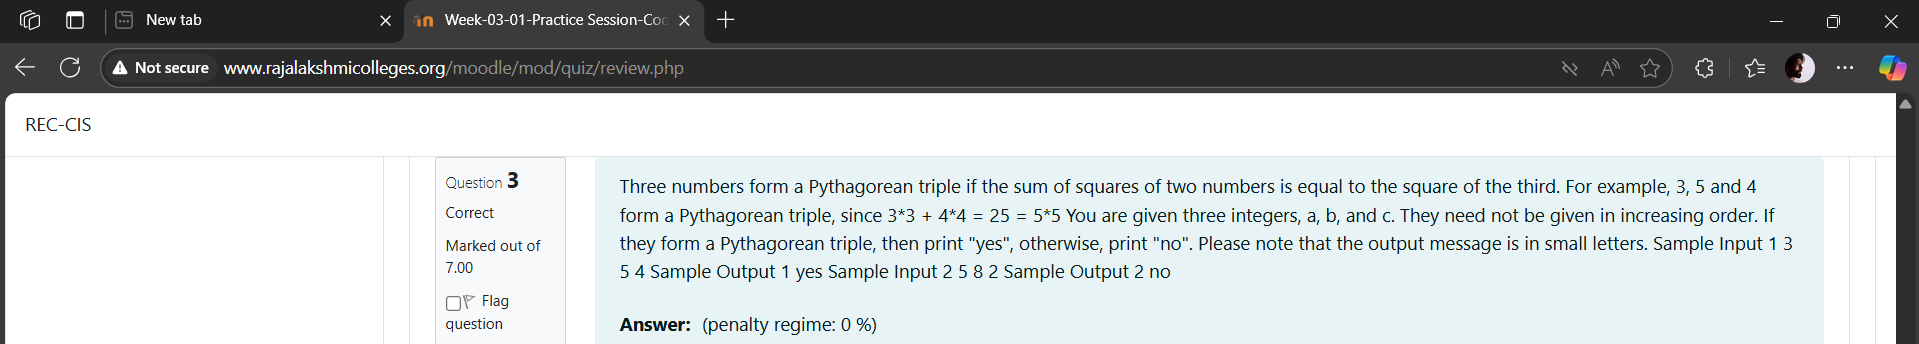 New tab
Week-03-01-Practice Session-Co
Not secure www.rajalakshmicolleges.org/moodle/mod/quiz/review.php
REC-CIS
Question 3
Correct
Marked out of
7.00
Flag
question
Three numbers form a Pythagorean triple if the sum of squares of two numbers is equal to the square of the third. For example, 3, 5 and 4
form a Pythagorean triple, since 3*3 + 4*4 = 25 = 5*5 You are given three integers, a, b, and c. They need not be given in increasing order. If
they form a Pythagorean triple, then print "yes", otherwise, print "no". Please note that the output message is in small letters. Sample Input 1 3
5 4 Sample Output 1 yes Sample Input 2 5 8 2 Sample Output 2 no
Answer: (penalty regime: 0 %)